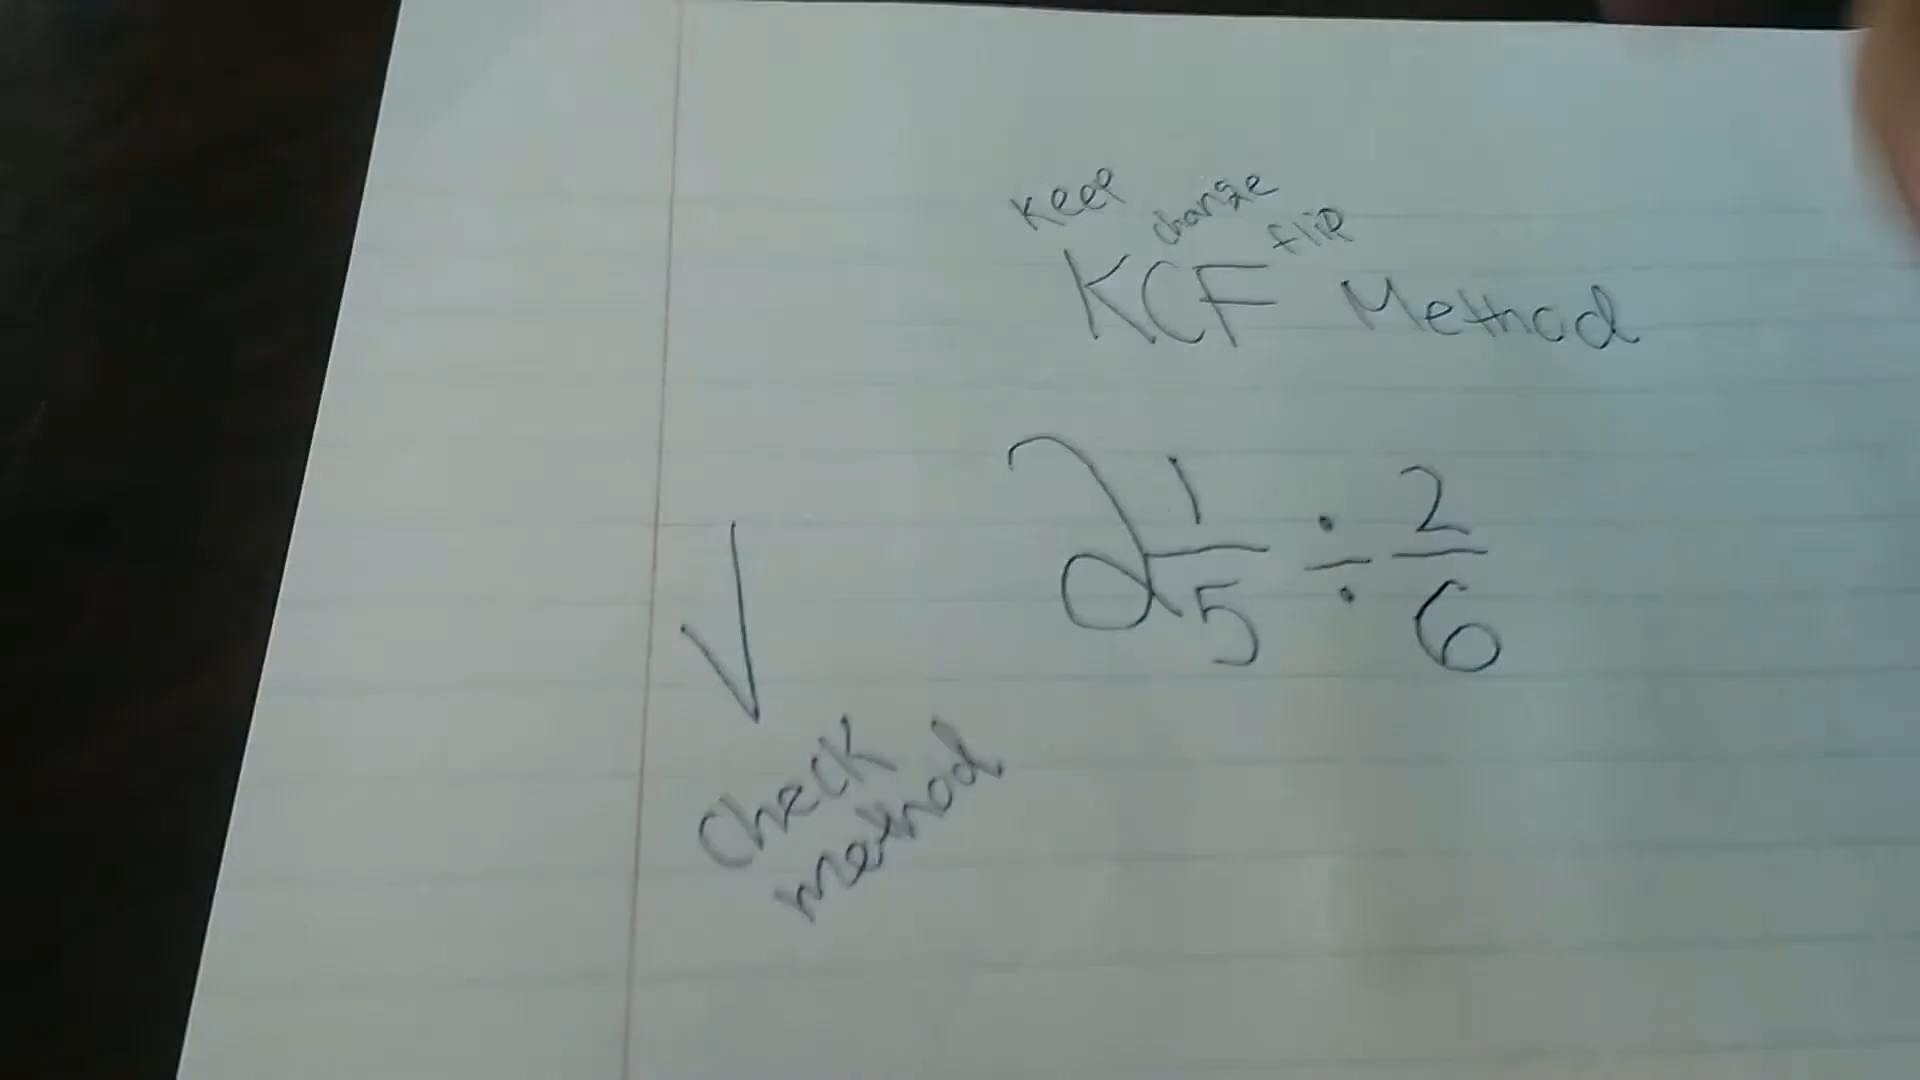 Keep change flip
KCF Method
2 1/5 ÷ 2/6
√
Check
method